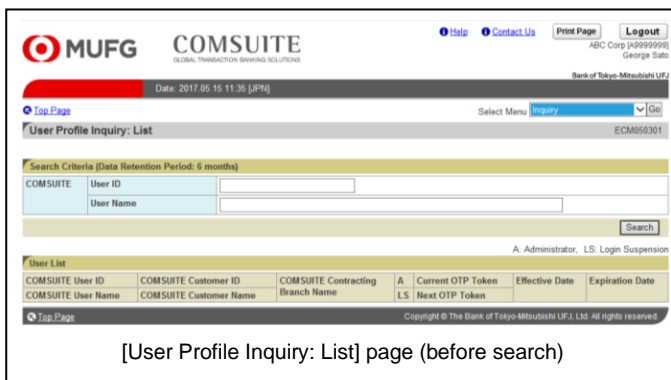 Help Contact Us Print Page Logout
MUFG COMSUITE
GLOBAL TRANSACTION BANKING SOLUTIONS
ABC Corp [A9999999]
George Sato
Bank of Tokyo-Mitsubishi UFJ
Date: 2017.05.15 11:35 [JPN]
Top Page Select Menu Inquiry Go
User Profile Inquiry: List ECM050301
Search Criteria (Data Retention Period: 6 months)
COMSUITE User ID
User Name
Search
A: Administrator, LS: Login Suspension
User List
COMSUITE User ID COMSUITE Customer ID COMSUITE Contracting Branch Name A Current OTP Token Effective Date Expiration Date
COMSUITE User Name COMSUITE Customer Name LS Next OTP Token
Top Page Copyright © The Bank of Tokyo-Mitsubishi UFJ, Ltd. All rights reserved.
[User Profile Inquiry: List] page (before search)